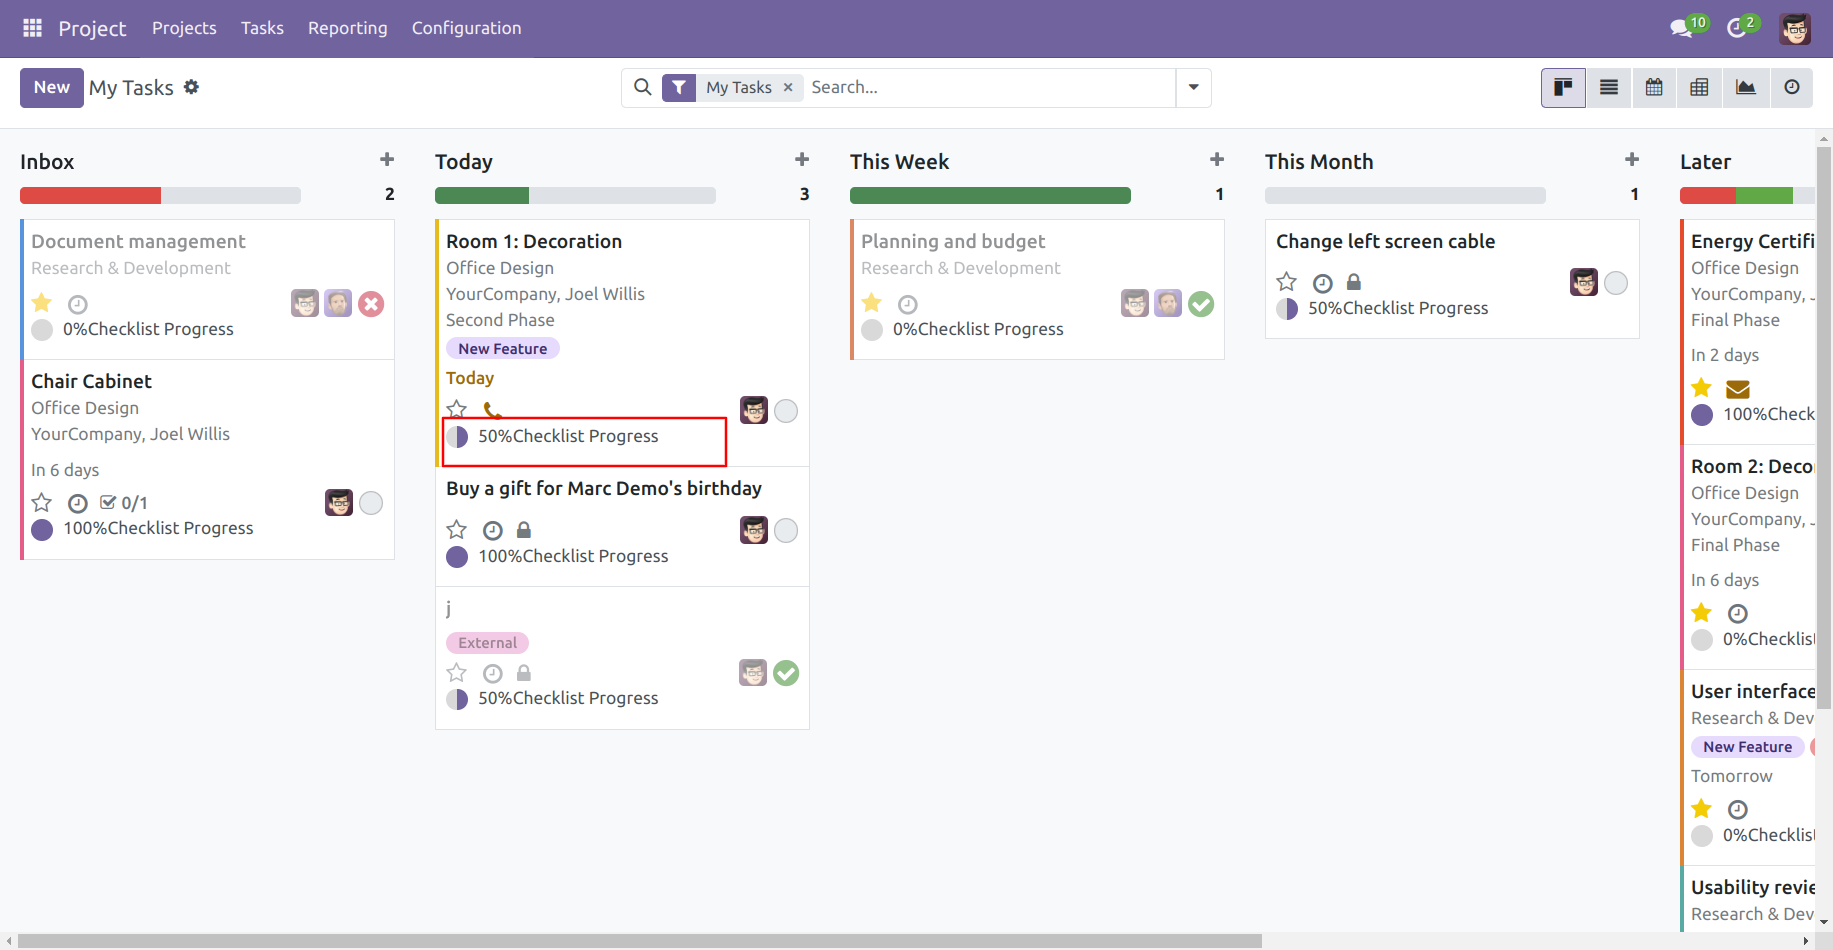 Project Projects Tasks Reporting Configuration 10 2
New My Tasks My Tasks × Search...
Inbox
2
Document management
Research & Development
0%Checklist Progress
Chair Cabinet
Office Design
YourCompany, Joel Willis
In 6 days
0/1
100%Checklist Progress
Today
3
Room 1: Decoration
Office Design
YourCompany, Joel Willis
Second Phase
New Feature
Today
50%Checklist Progress
Buy a gift for Marc Demo's birthday
100%Checklist Progress
j
External
50%Checklist Progress
This Week
1
Planning and budget
Research & Development
0%Checklist Progress
This Month
1
Change left screen cable
50%Checklist Progress
Later
Energy Certifi
Office Design
YourCompany, J
Final Phase
In 2 days
100%Check
Room 2: Deco
Office Design
YourCompany, J
Final Phase
In 6 days
0%Checklis
User interface
Research & Dev
New Feature
Tomorrow
0%Checklis
Usability revie
Research & Dev